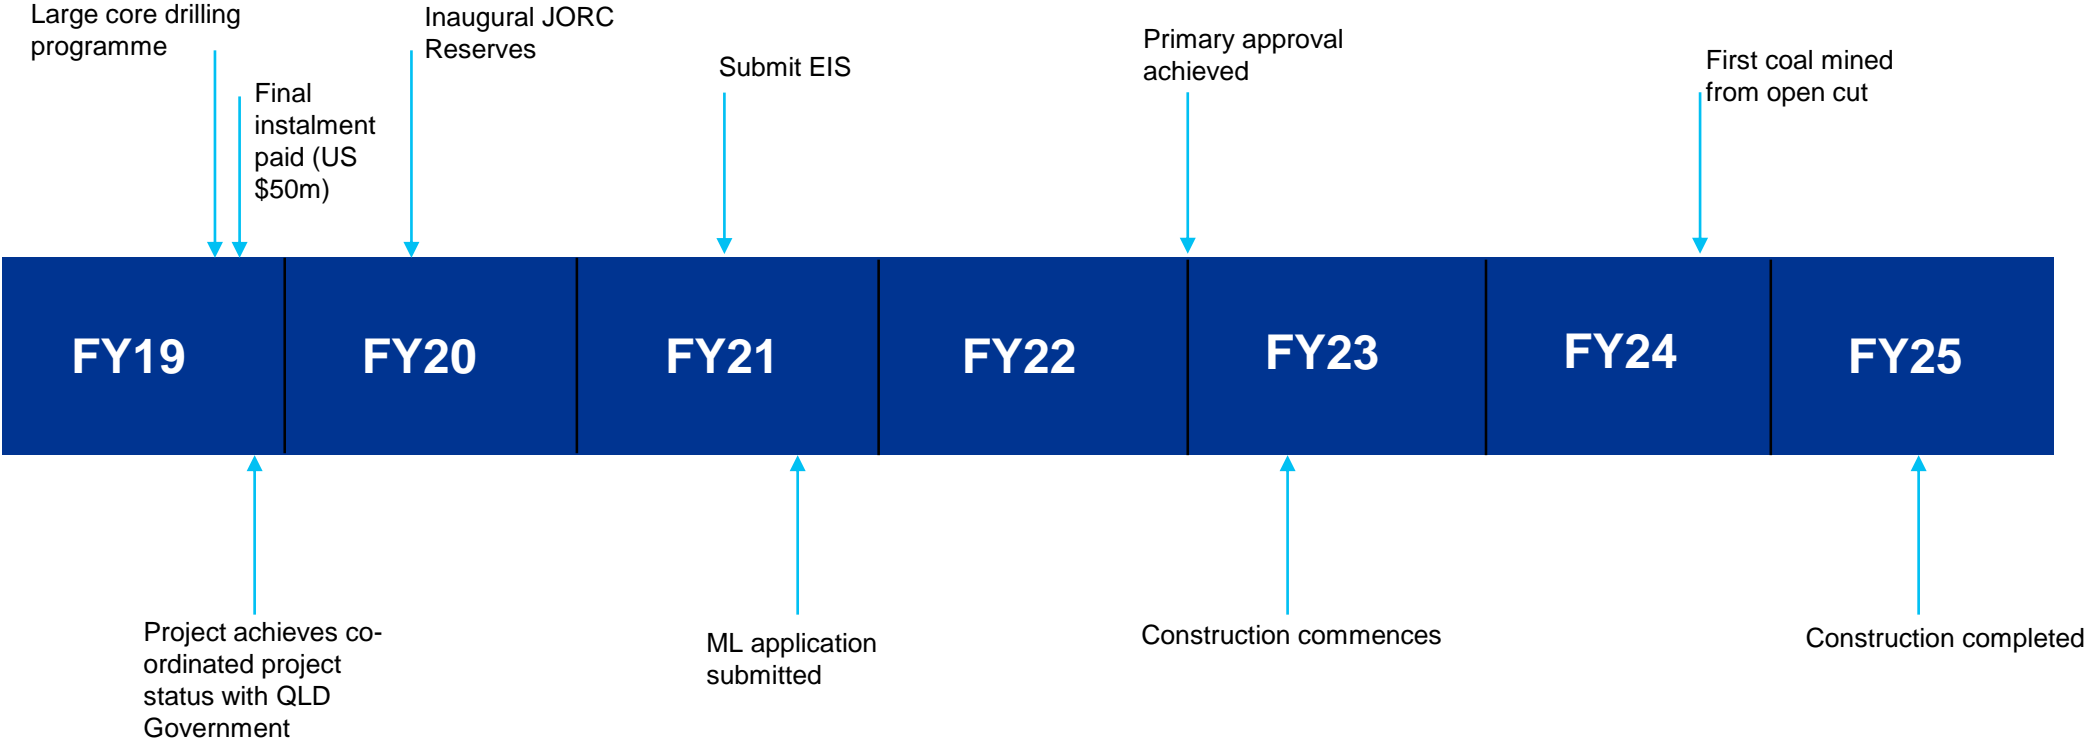 Large core drilling
programme
Final
instalment
paid (US
$50m)
Inaugural JORC
Reserves
Submit EIS
Primary approval
achieved
First coal mined
from open cut
FY19
FY20
FY21
FY22
FY23
FY24
FY25
Project achieves co-
ordinated project
status with QLD
Government
ML application
submitted
Construction commences
Construction completed